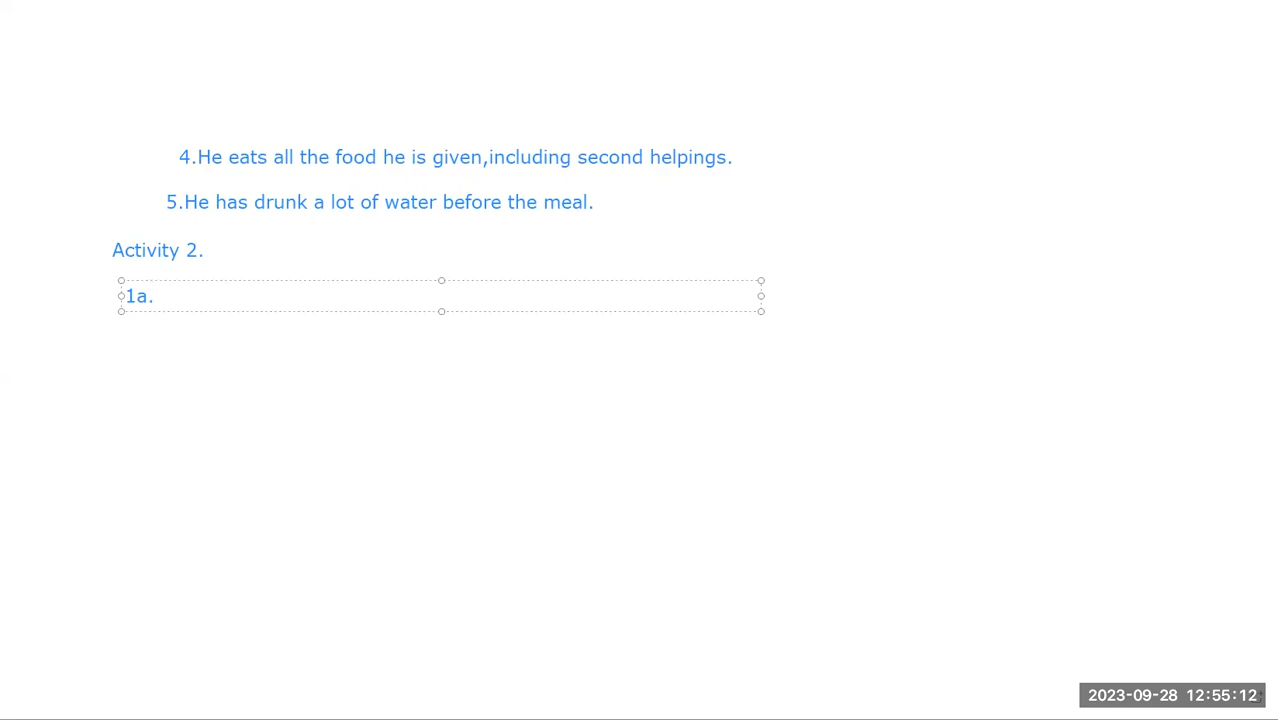 4.He eats all the food he is given,including second helpings.
5.He has drunk a lot of water before the meal.
Activity 2.
1a.
2023-09-28 12:55:12